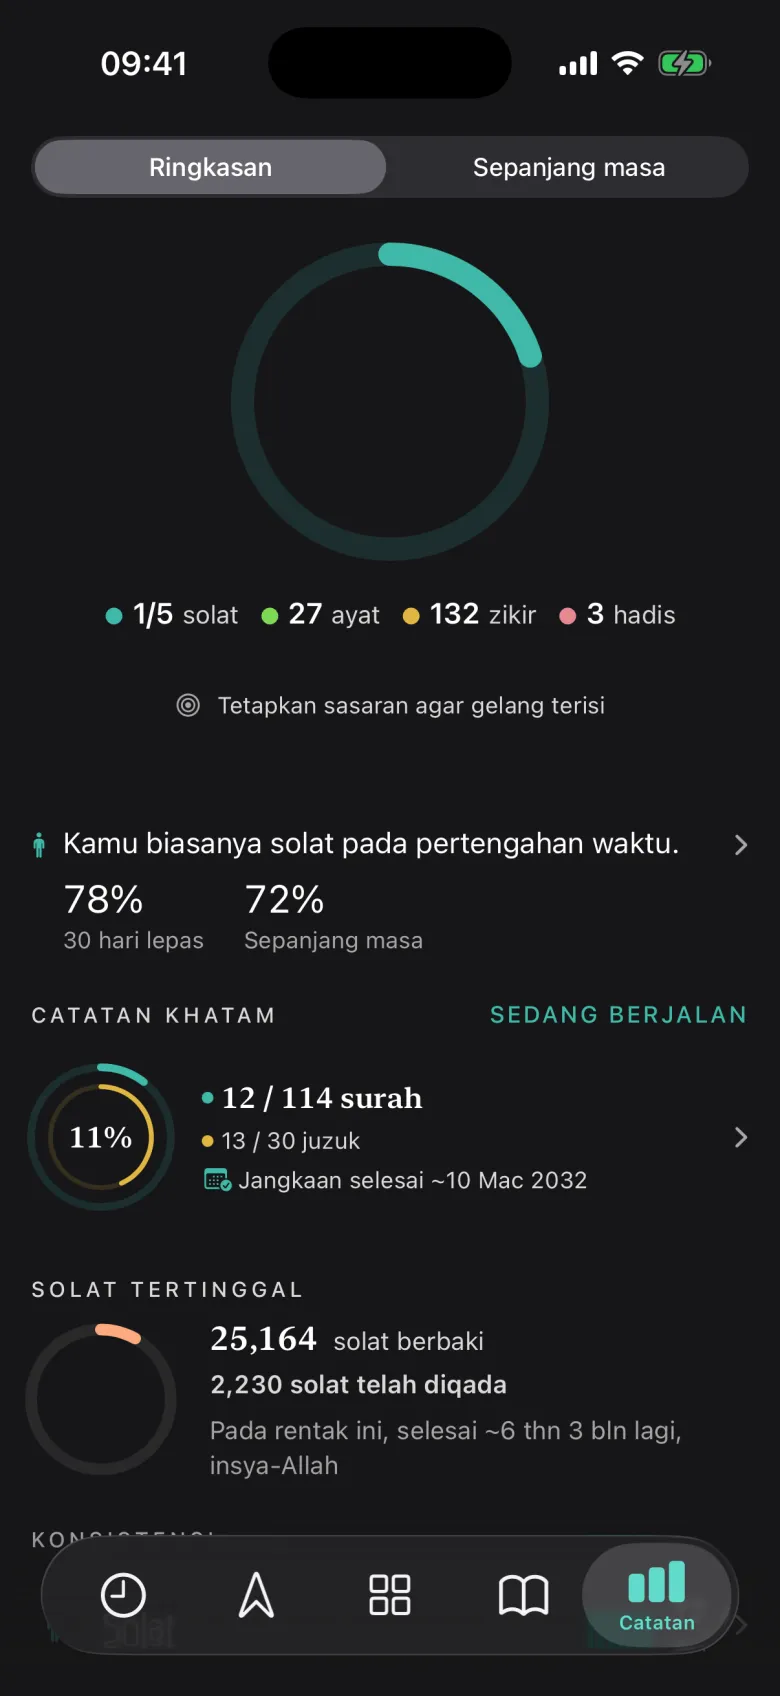 09:41
Ringkasan
Sepanjang masa
1/5 solat 27 ayat 132 zikir 3 hadis
Tetapkan sasaran agar gelang terisi
Kamu biasanya solat pada pertengahan waktu.
78% 72%
30 hari lepas Sepanjang masa
CATATAN KHATAM SEDANG BERJALAN
11%
12 / 114 surah
13 / 30 juzuk
Jangkaan selesai ~10 Mac 2032
SOLAT TERTINGGAL
25,164 solat berbaki
2,230 solat telah diqada
Pada rentak ini, selesai ~6 thn 3 bln lagi,
insya-Allah
KONSISTENSI
Solat
Catatan